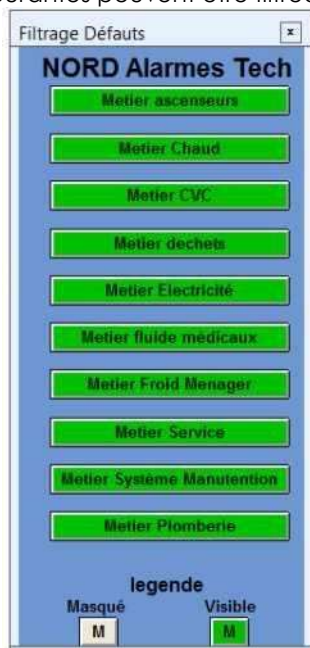 Filtrage Défauts x
NORD Alarmes Tech
Metier ascenseurs
Metier Chaud
Metier CVC
Metier dechets
Metier Electricité
Metier fluide médicaux
Metier Froid Menager
Metier Service
Metier Système Manutention
Metier Plomberie
legende
Masqué Visible
M M